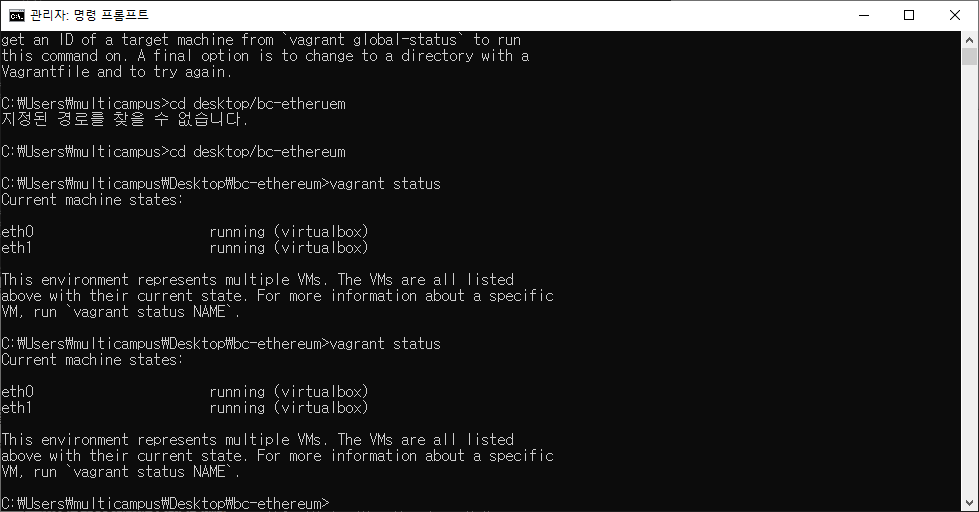 관리자: 명령 프롬프트
get an ID of a target machine from `vagrant global-status` to run
this command on. A final option is to change to a directory with a
Vagrantfile and to try again.
C:₩Users₩multicampus>cd desktop/bc-etheruem
지정된 경로를 찾을 수 없습니다.
C:₩Users₩multicampus>cd desktop/bc-ethereum
C:₩Users₩multicampus₩Desktop₩bc-ethereum>vagrant status
Current machine states:
eth0 running (virtualbox)
eth1 running (virtualbox)
This environment represents multiple VMs. The VMs are all listed
above with their current state. For more information about a specific
VM, run `vagrant status NAME`.
C:₩Users₩multicampus₩Desktop₩bc-ethereum>vagrant status
Current machine states:
eth0 running (virtualbox)
eth1 running (virtualbox)
This environment represents multiple VMs. The VMs are all listed
above with their current state. For more information about a specific
VM, run `vagrant status NAME`.
C:₩Users₩multicampus₩Desktop₩bc-ethereum>